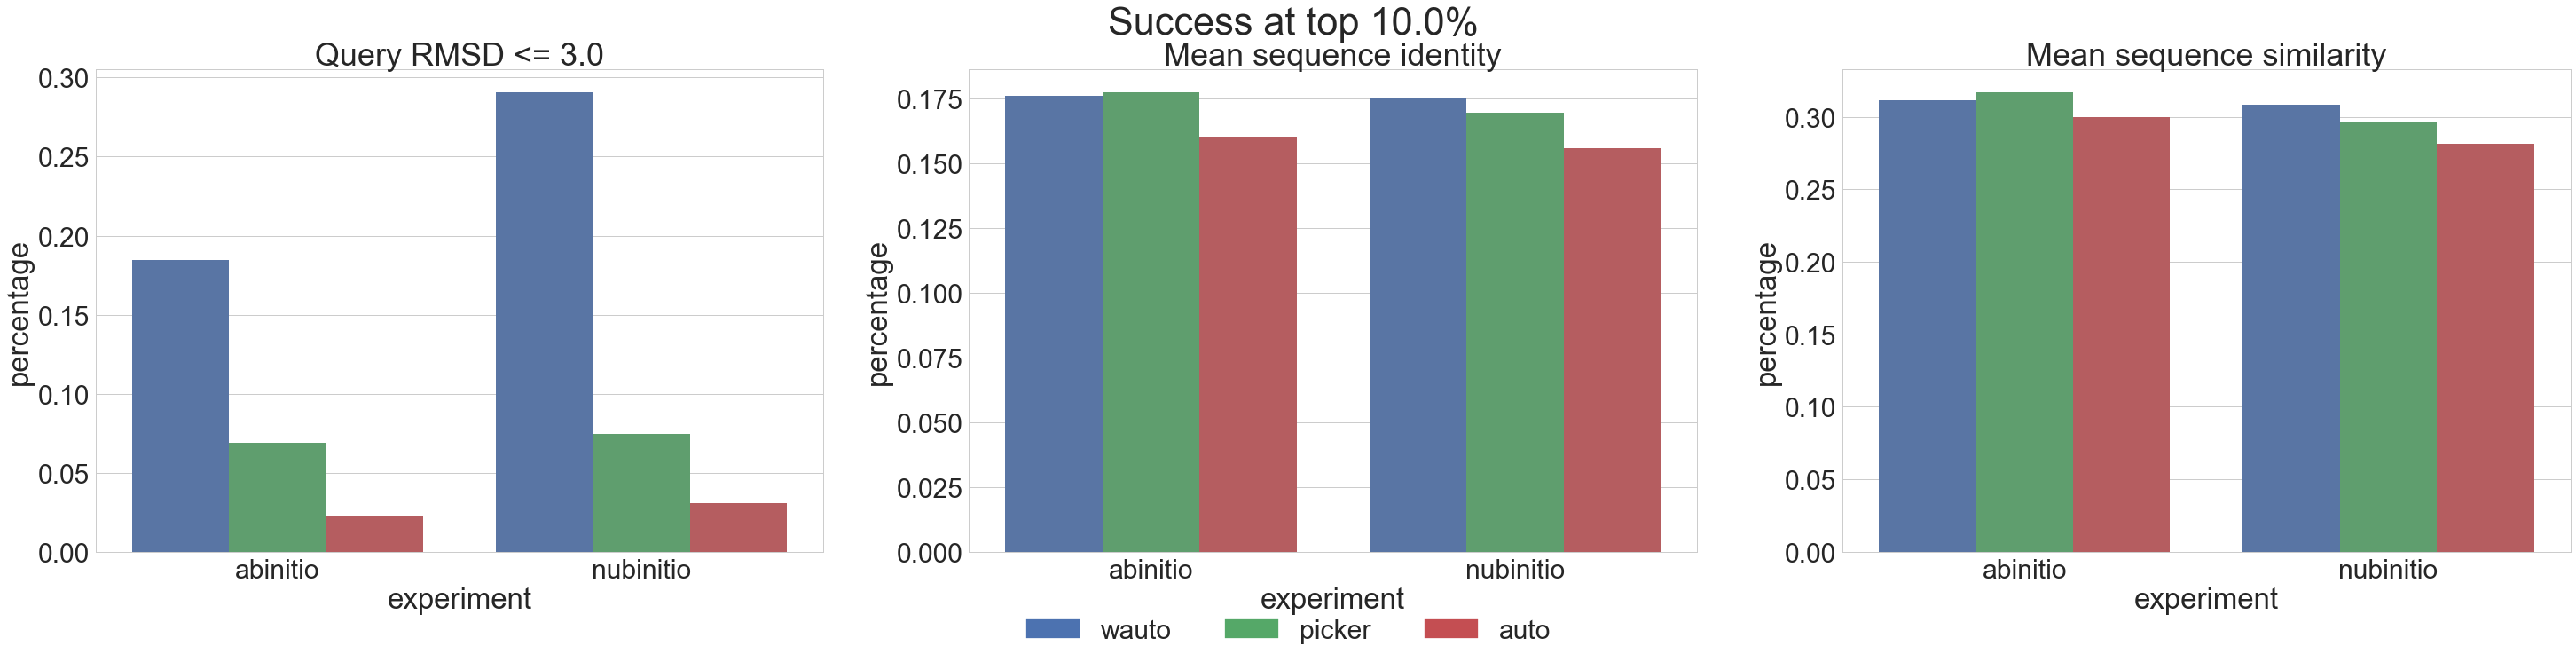 Success at top 10.0%
Query RMSD <= 3.0
0.30
0.25
0.20
0.15
0.10
0.05
0.00
percentage
abinitio nubinitio
experiment
Mean sequence identity
0.175
0.150
0.125
0.100
0.075
0.050
0.025
0.000
percentage
abinitio nubinitio
experiment
Mean sequence similarity
0.30
0.25
0.20
0.15
0.10
0.05
0.00
percentage
abinitio nubinitio
experiment
wauto picker auto